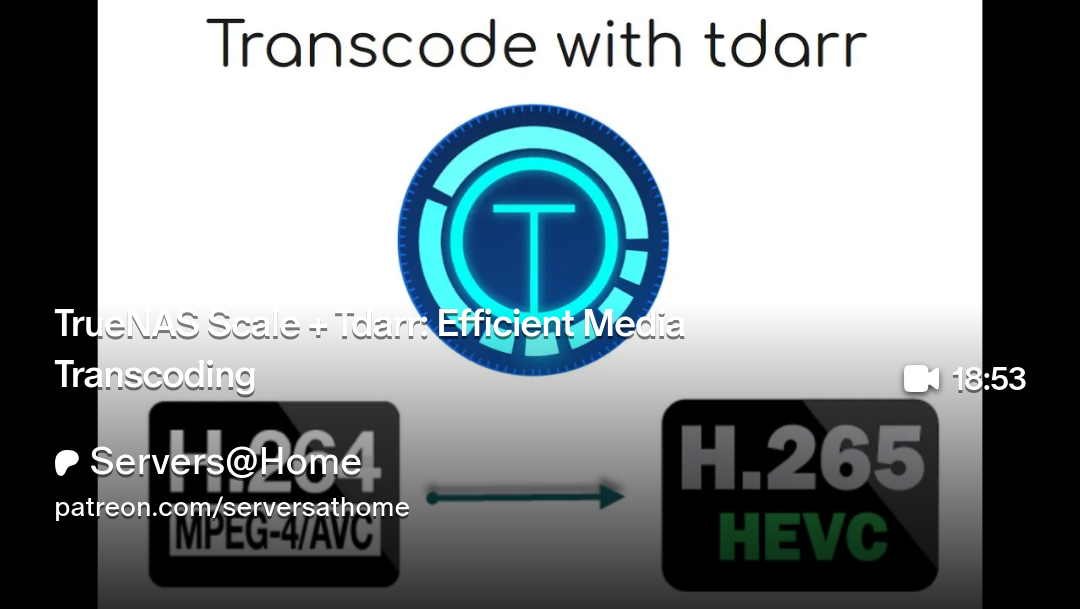 Transcode with tdarr
T
TrueNAS Scale + Tdarr: Efficient Media
Transcoding
18:53
H.264
MPEG-4/AVC
H.265
HEVC
Servers@Home
patreon.com/serversathome